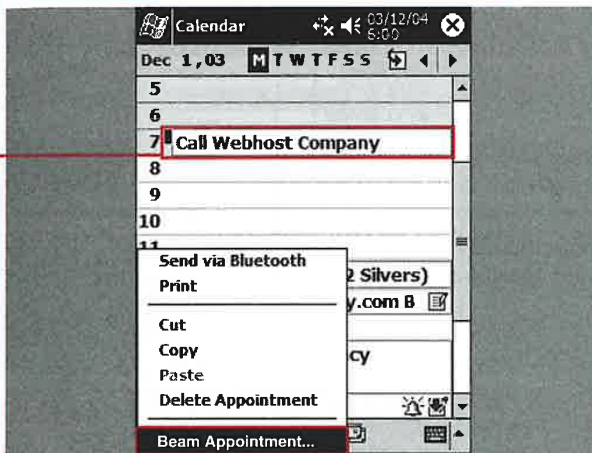 Calendar
03/12/04
6:00
Dec 1,03 M T W T F S S
5
6
7 Call Webhost Company
8
9
10
11
Send via Bluetooth
2 Silvers)
Print
y.com B
Cut
Copy
cy
Paste
Delete Appointment
Beam Appointment...